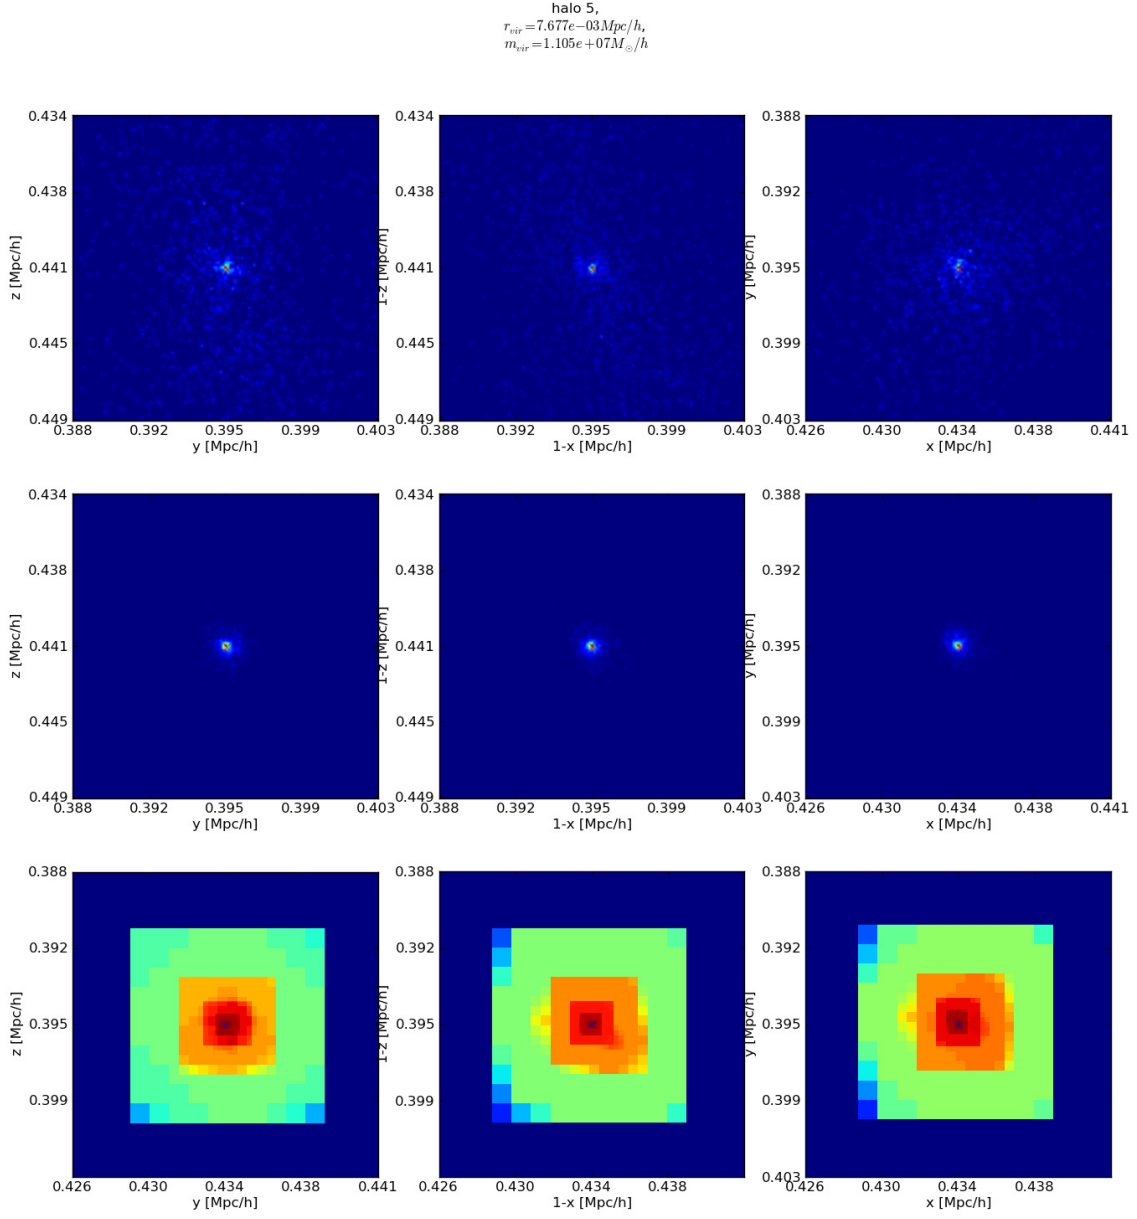 halo 5,
r_vir=7.677e−03Mpc/h,
m_vir=1.105e+07M_⊙/h
0.434
0.438
0.441
0.445
0.449
z [Mpc/h]
0.388 0.392 0.395 0.399 0.403
y [Mpc/h]
0.434
0.438
0.441
0.445
0.449
1-z [Mpc/h]
0.388 0.392 0.395 0.399 0.403
1-x [Mpc/h]
0.388
0.392
0.395
0.399
0.403
y [Mpc/h]
0.426 0.430 0.434 0.438 0.441
x [Mpc/h]
0.434
0.438
0.441
0.445
0.449
z [Mpc/h]
0.388 0.392 0.395 0.399 0.403
y [Mpc/h]
0.434
0.438
0.441
0.445
0.449
1-z [Mpc/h]
0.388 0.392 0.395 0.399 0.403
1-x [Mpc/h]
0.388
0.392
0.395
0.399
0.403
y [Mpc/h]
0.426 0.430 0.434 0.438 0.441
x [Mpc/h]
0.388
0.392
0.395
0.399
z [Mpc/h]
0.426 0.430 0.434 0.438 0.441
y [Mpc/h]
0.388
0.392
0.395
0.399
1-z [Mpc/h]
0.426 0.430 0.434 0.438
1-x [Mpc/h]
0.388
0.392
0.395
0.399
0.403
y [Mpc/h]
0.426 0.430 0.434 0.438
x [Mpc/h]